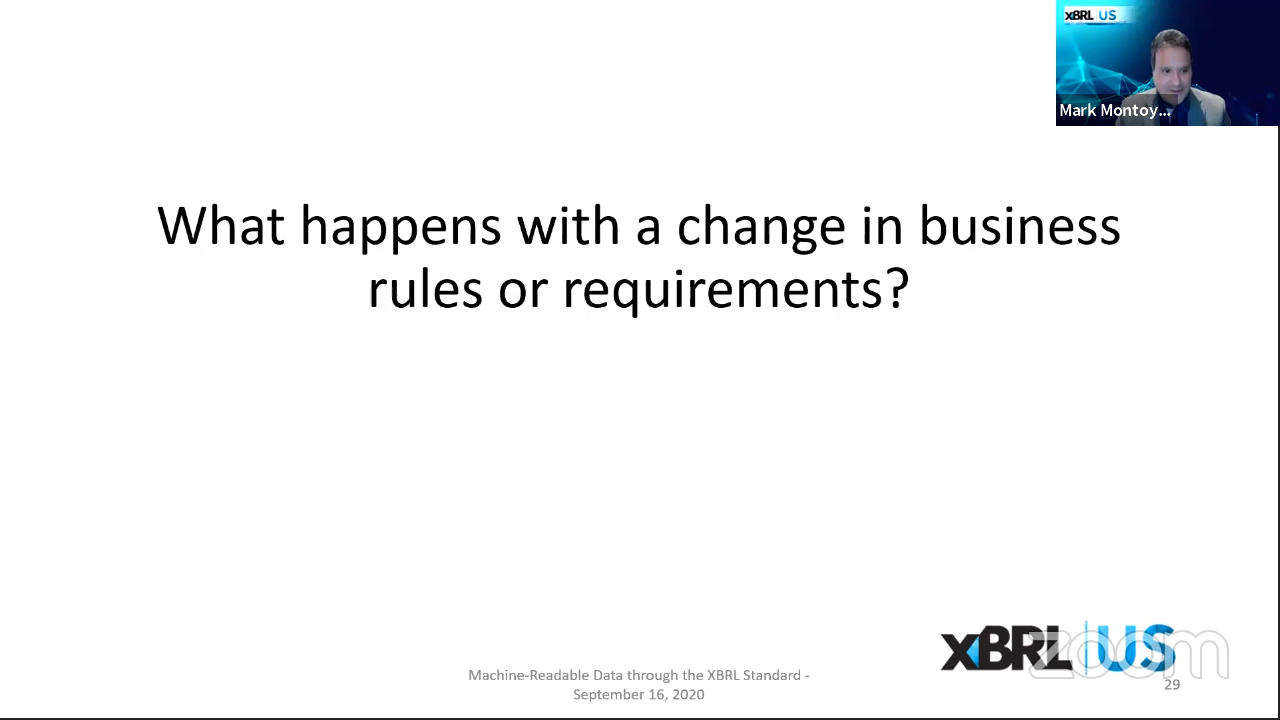 XBRL US
Mark Montoy...
What happens with a change in business
rules or requirements?
XBRL US
zoom
Machine-Readable Data through the XBRL Standard -
September 16, 2020
29